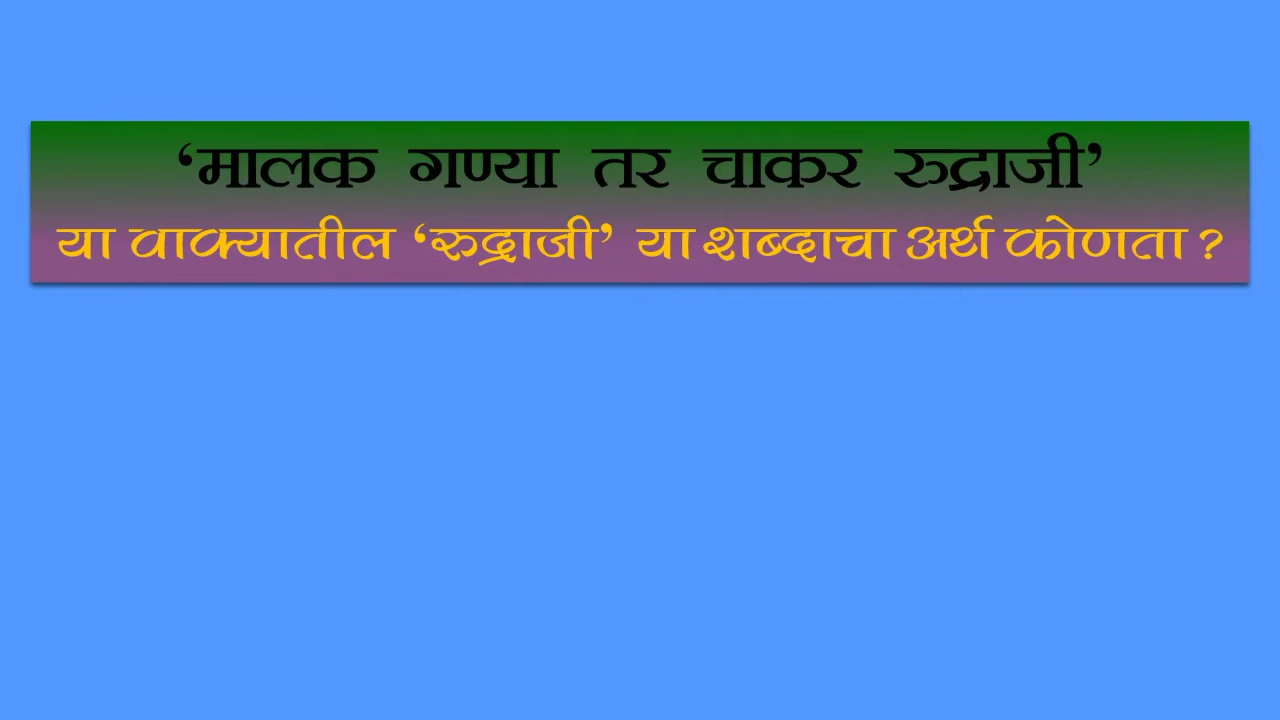 ‘मालक गण्या तर चाकर रुद्राजी’
या वाक्यातील ‘रुद्राजी’ या शब्दाचा अर्थ कोणता ?